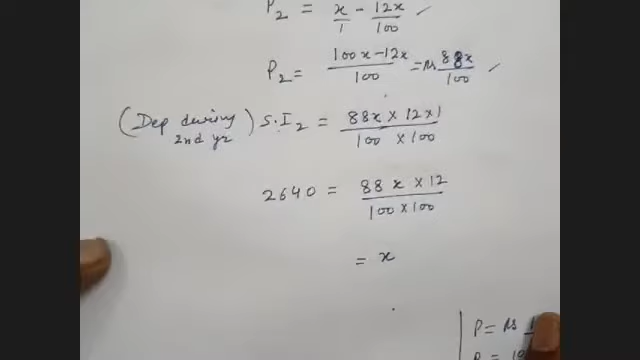 P₂ = x/1 - 12x/100 ✓
P₂ = 100x-12x/100 = Rs 88x/100 ✓
(Dep during 2nd yr) S.I₂ = 88x × 12 × 1/100 × 100
2640 = 88x × 12/100 × 100
= x
P = Rs